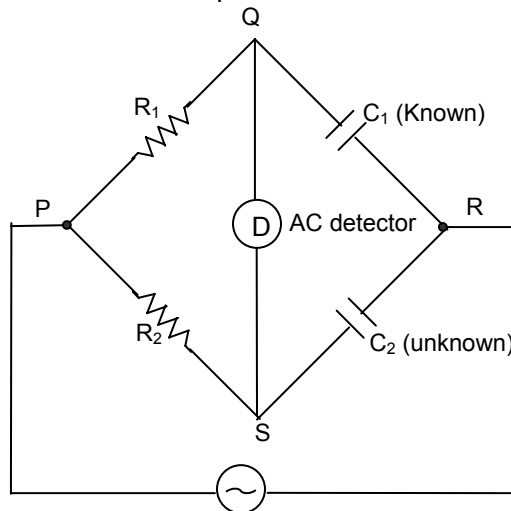 Q
R₁
C₁ (Known)
P
D
AC detector
R
R₂
C₂ (unknown)
S